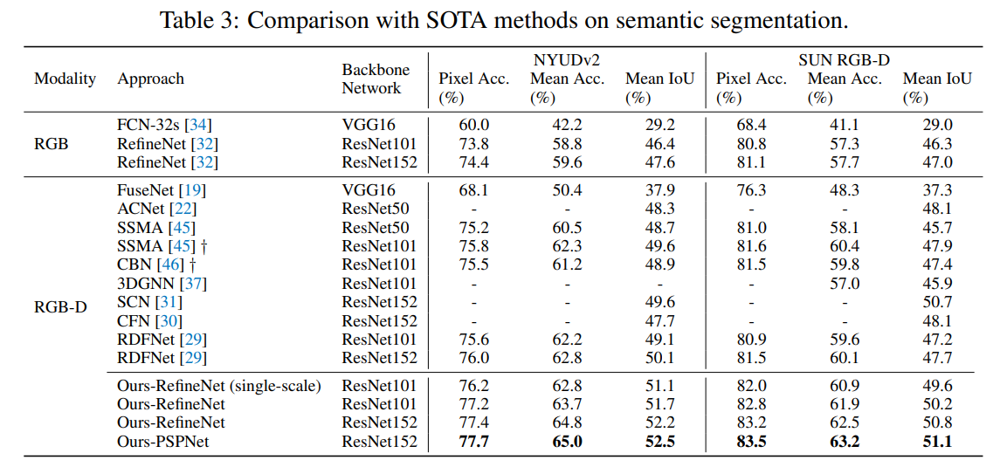 Table 3: Comparison with SOTA methods on semantic segmentation.
Modality Approach Backbone Network NYUDv2 SUN RGB-D
Pixel Acc. (%) Mean Acc. (%) Mean IoU (%) Pixel Acc. (%) Mean Acc. (%) Mean IoU (%)
RGB
FCN-32s [34] VGG16 60.0 42.2 29.2 68.4 41.1 29.0
RefineNet [32] ResNet101 73.8 58.8 46.4 80.8 57.3 46.3
RefineNet [32] ResNet152 74.4 59.6 47.6 81.1 57.7 47.0
RGB-D
FuseNet [19] VGG16 68.1 50.4 37.9 76.3 48.3 37.3
ACNet [22] ResNet50 - - 48.3 - - 48.1
SSMA [45] ResNet50 75.2 60.5 48.7 81.0 58.1 45.7
SSMA [45] † ResNet101 75.8 62.3 49.6 81.6 60.4 47.9
CBN [46] † ResNet101 75.5 61.2 48.9 81.5 59.8 47.4
3DGNN [37] ResNet101 - - - - 57.0 45.9
SCN [31] ResNet152 - - 49.6 - - 50.7
CFN [30] ResNet152 - - 47.7 - - 48.1
RDFNet [29] ResNet101 75.6 62.2 49.1 80.9 59.6 47.2
RDFNet [29] ResNet152 76.0 62.8 50.1 81.5 60.1 47.7
Ours-RefineNet (single-scale) ResNet101 76.2 62.8 51.1 82.0 60.9 49.6
Ours-RefineNet ResNet101 77.2 63.7 51.7 82.8 61.9 50.2
Ours-RefineNet ResNet152 77.4 64.8 52.2 83.2 62.5 50.8
Ours-PSPNet ResNet152 77.7 65.0 52.5 83.5 63.2 51.1